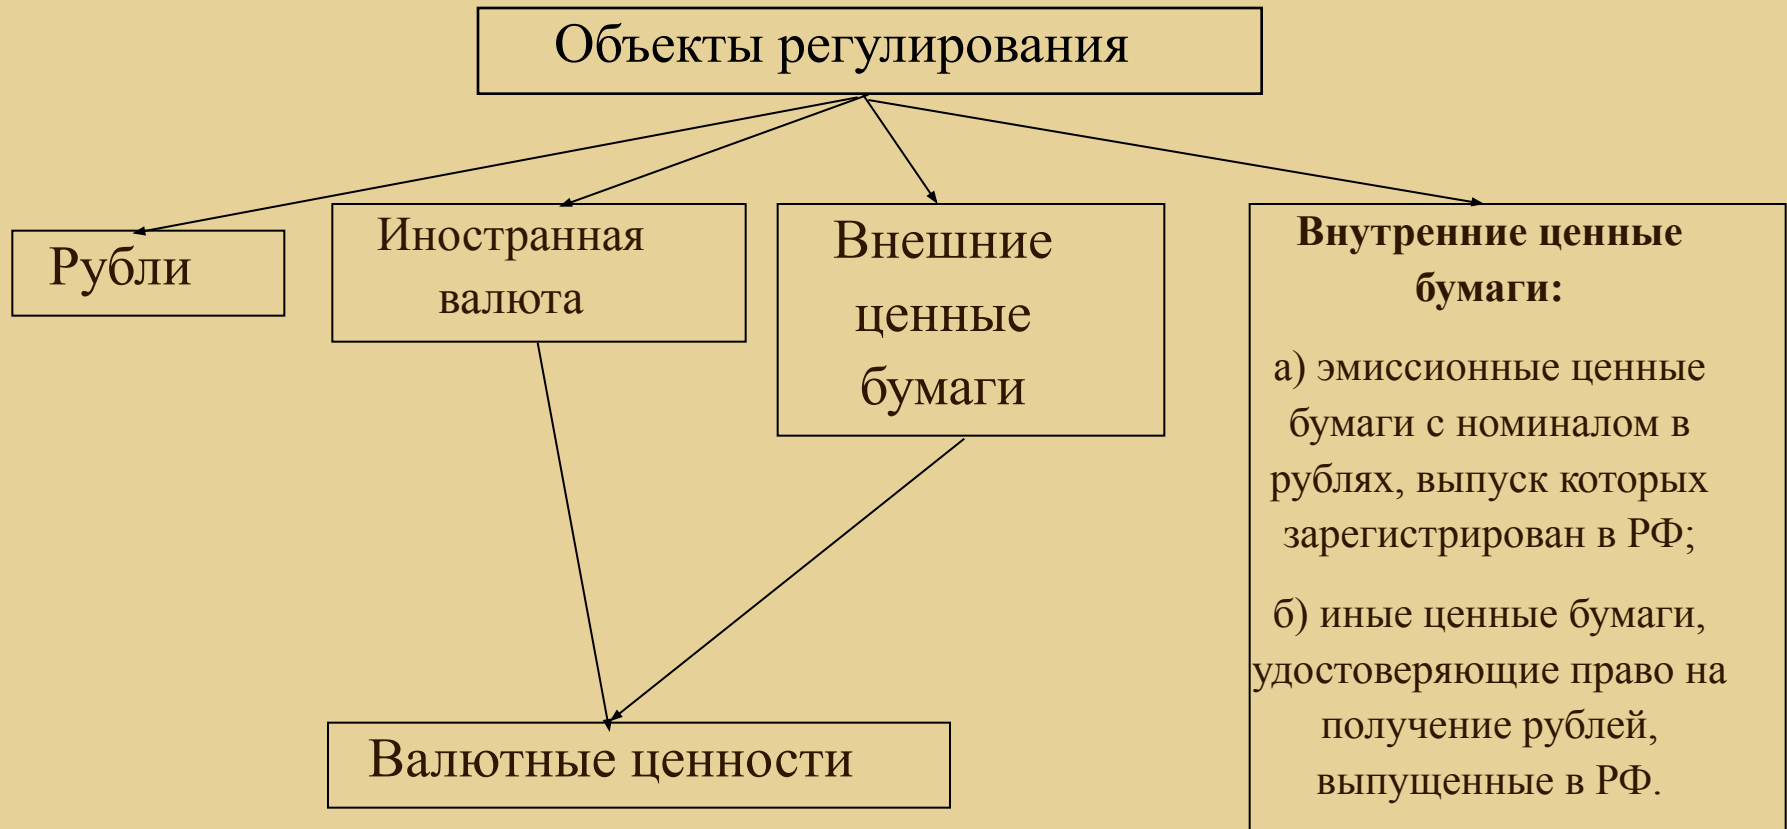 Объекты регулирования
Рубли
Иностранная
валюта
Внешние
ценные
бумаги
Внутренние ценные
бумаги:
а) эмиссионные ценные
бумаги с номиналом в
рублях, выпуск которых
зарегистрирован в РФ;
б) иные ценные бумаги,
удостоверяющие право на
получение рублей,
выпущенные в РФ.
Валютные ценности